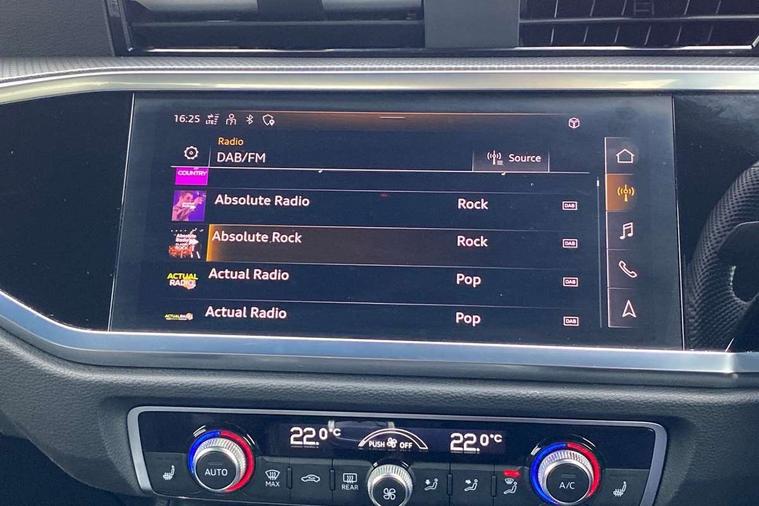 16:25 LTE
Radio
DAB/FM
Source
COUNTRY
Absolute Radio Rock DAB
Absolute Rock Rock DAB
ACTUAL RADIO
Actual Radio Pop DAB
Actual Radio Pop DAB
22.0°C PUSH OFF 22.0°C
AUTO MAX REAR A/C